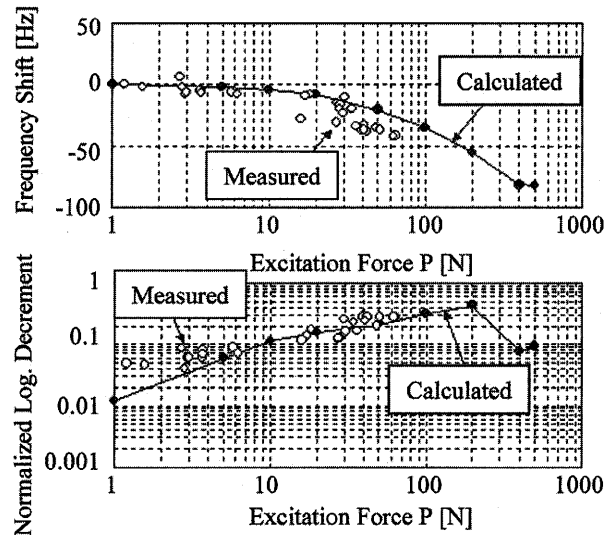 Frequency Shift [Hz]
50
0
-50
-100
Calculated
Measured
1
10
100
1000
Excitation Force P [N]
Normalized Log. Decrement
1
0.1
0.01
0.001
Measured
Calculated
1
10
100
1000
Excitation Force P [N]